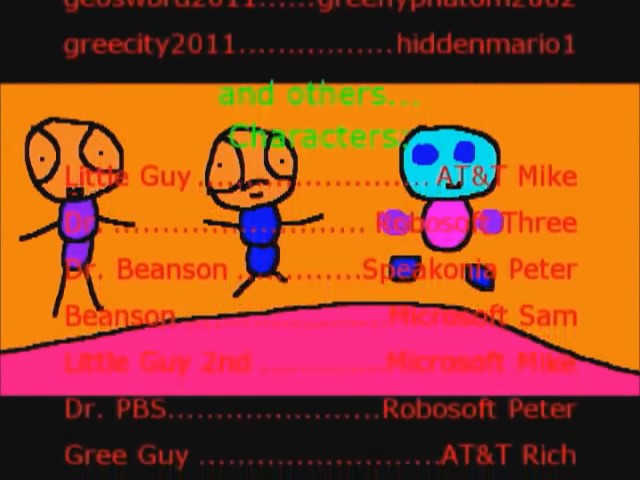 geosword2011......greenyphatom2002
greecity2011................hiddenmario1
and others...
Characters:
Little Guy ........................AT&T Mike
Dr. .......................... Robosoft Three
Dr. Beanson .............Speakonia Peter
Beanson.......................Microsoft Sam
Little Guy 2nd ..............Microsoft Mike
Dr. PBS.......................Robosoft Peter
Gree Guy ..........................AT&T Rich